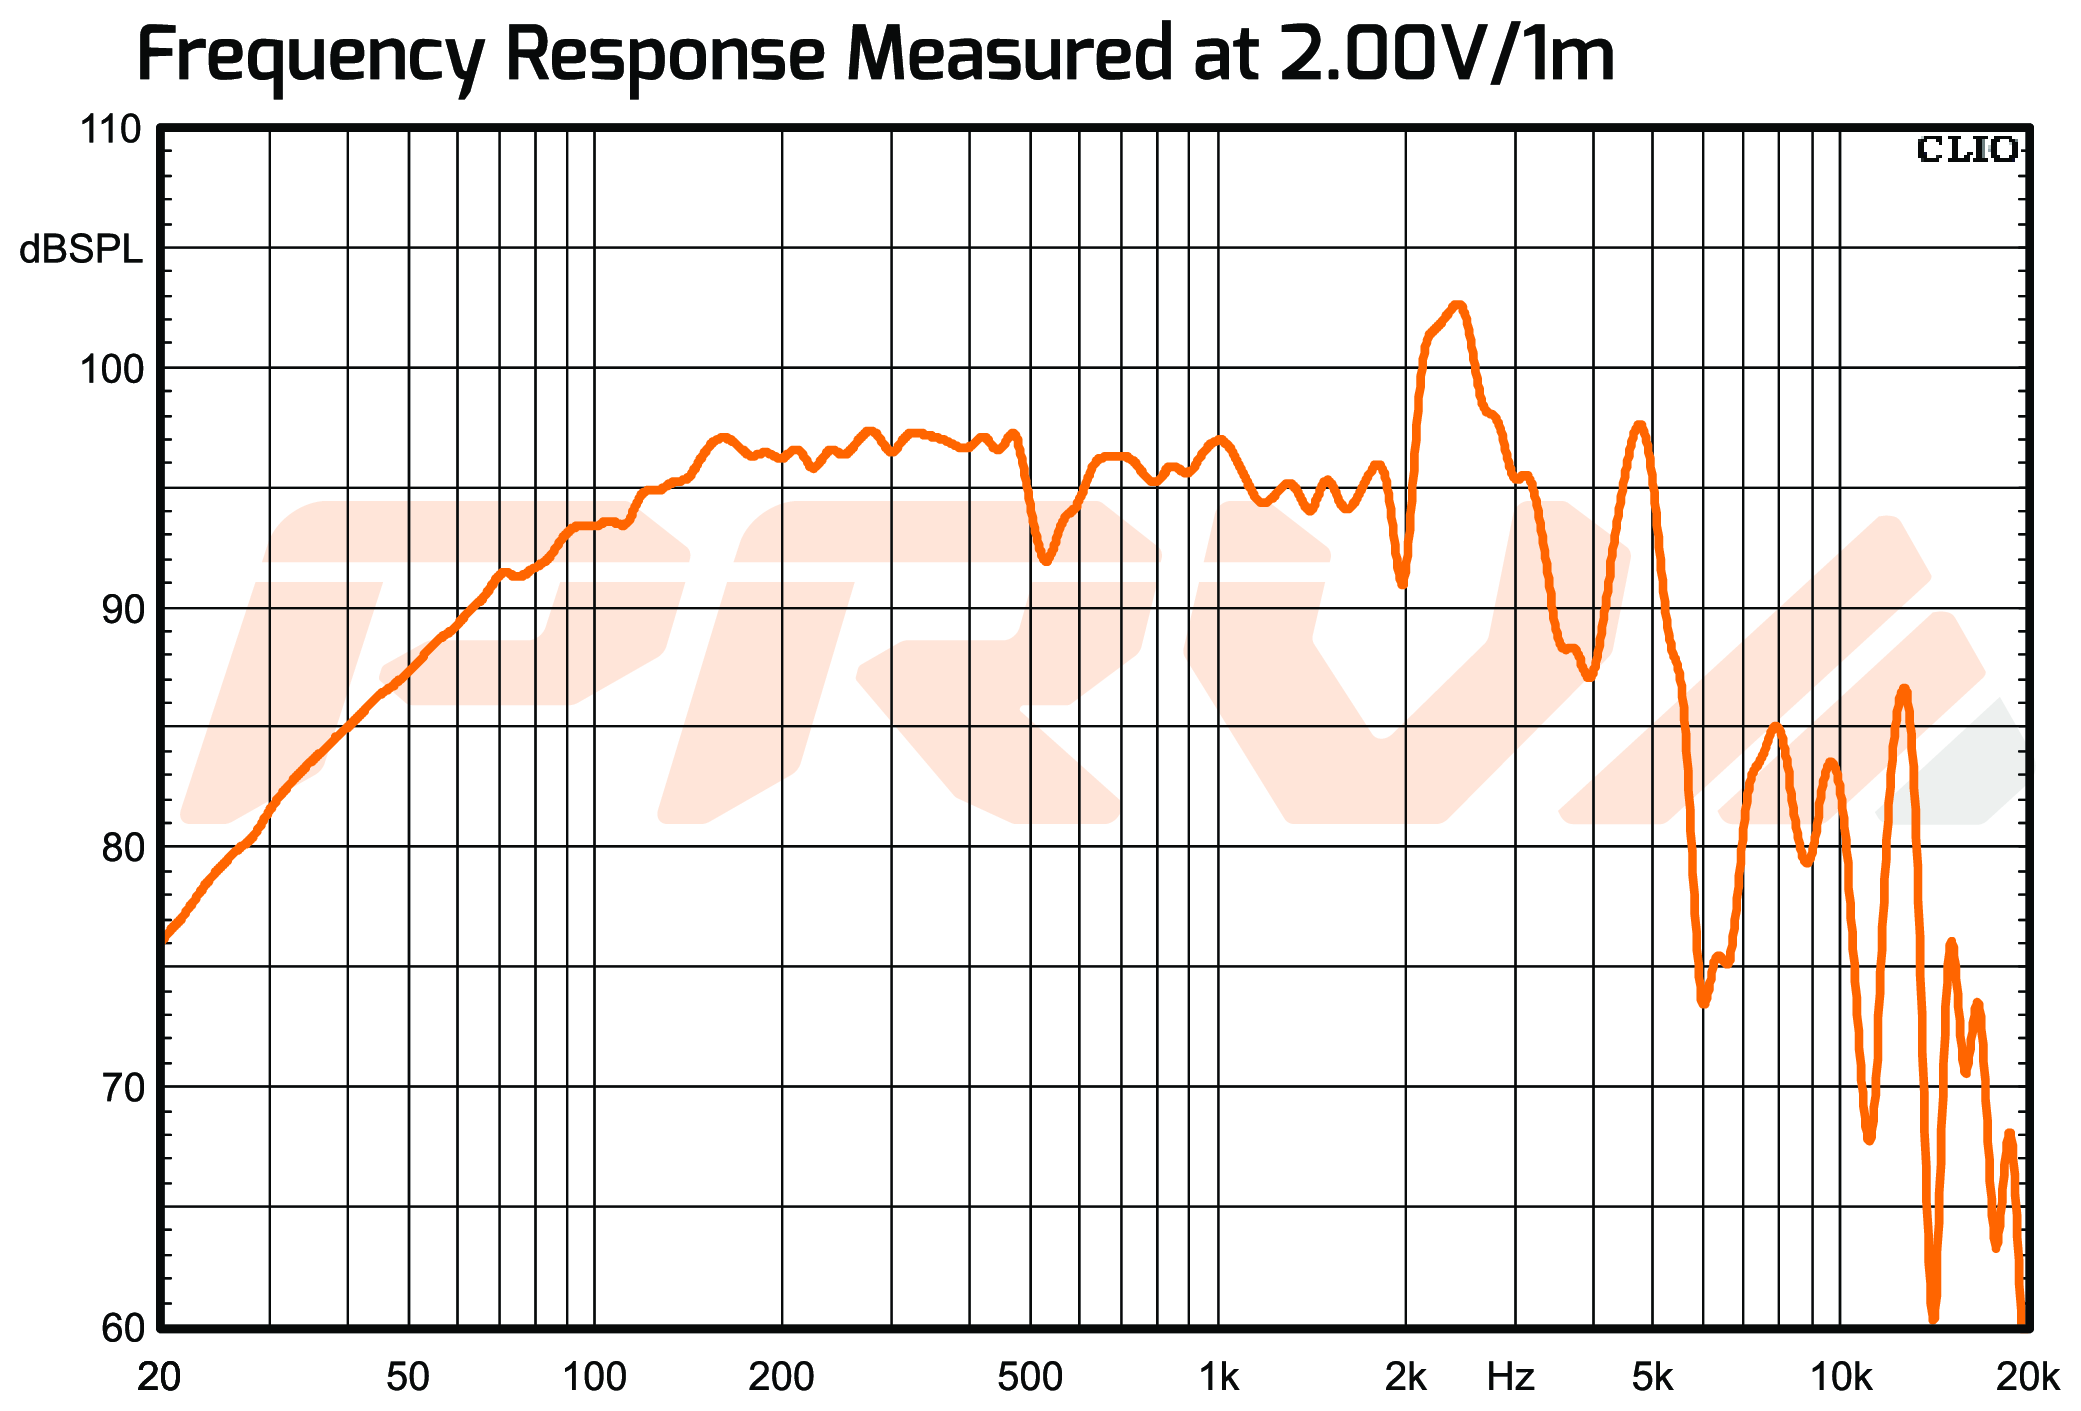 Frequency Response Measured at 2.00V/1m
110
CLIO
dBSPL
100
90
PRV
80
70
60
20 50 100 200 500 1k 2k Hz 5k 10k 20k